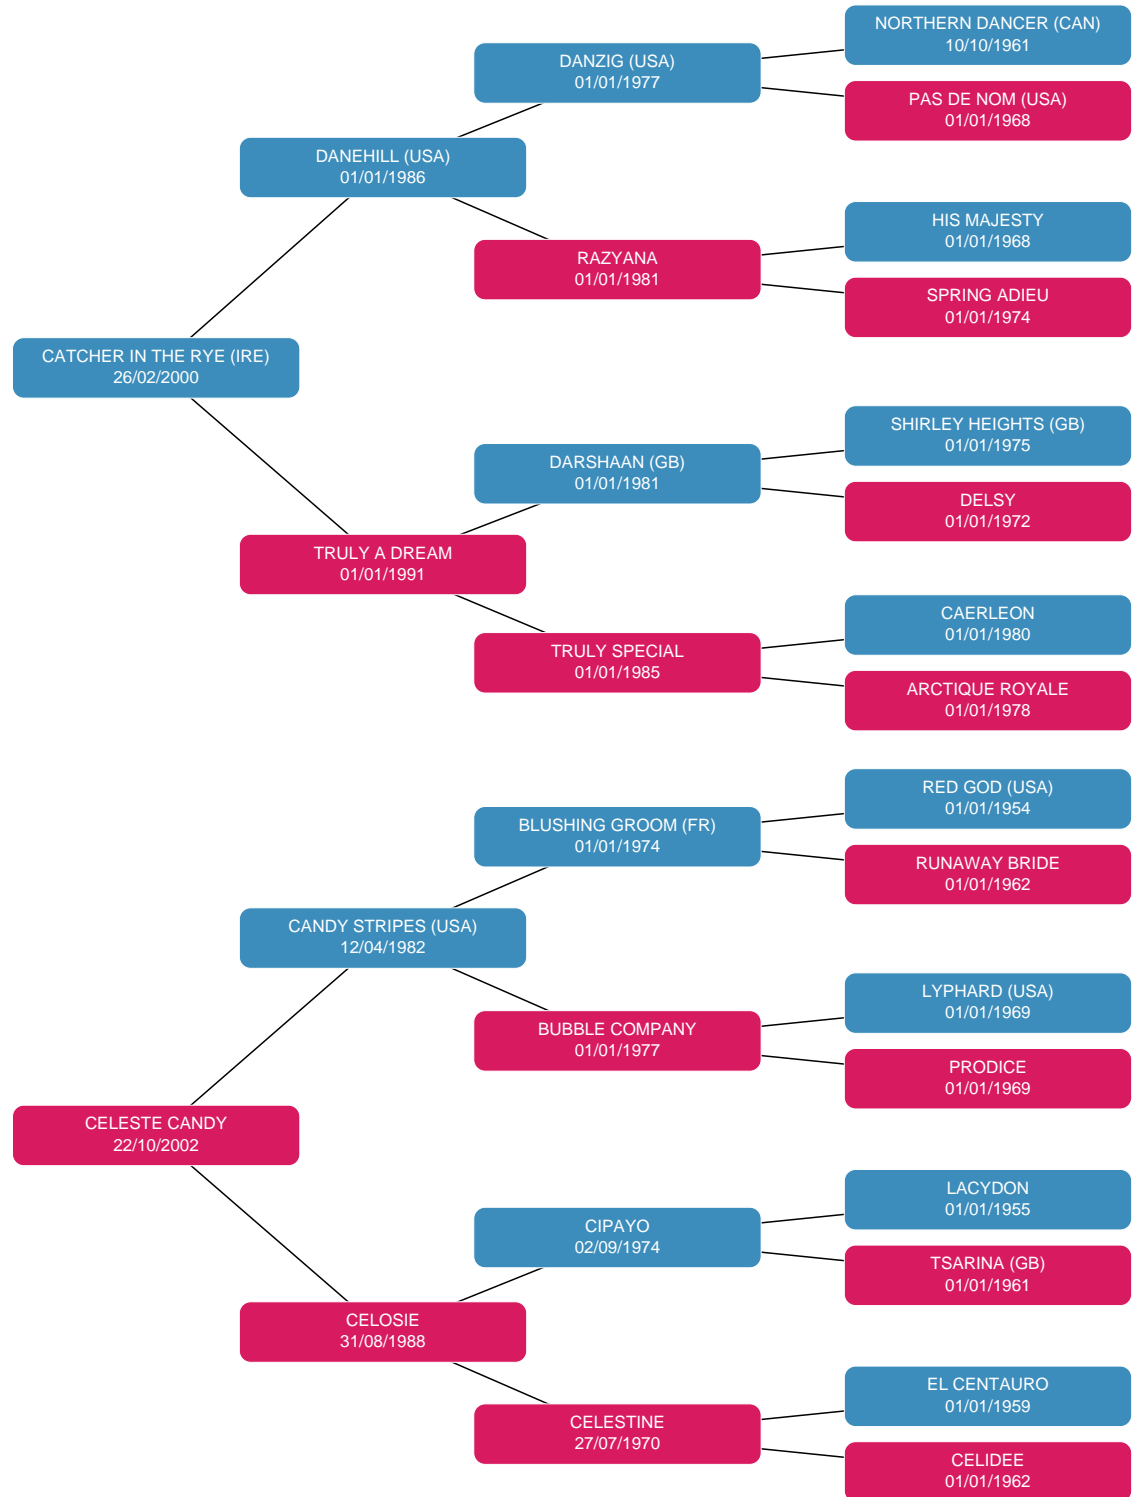 NORTHERN DANCER (CAN)
10/10/1961
DANZIG (USA)
01/01/1977
PAS DE NOM (USA)
01/01/1968
DANEHILL (USA)
01/01/1986
HIS MAJESTY
01/01/1968
RAZYANA
01/01/1981
SPRING ADIEU
01/01/1974
CATCHER IN THE RYE (IRE)
26/02/2000
SHIRLEY HEIGHTS (GB)
01/01/1975
DARSHAAN (GB)
01/01/1981
DELSY
01/01/1972
TRULY A DREAM
01/01/1991
CAERLEON
01/01/1980
TRULY SPECIAL
01/01/1985
ARCTIQUE ROYALE
01/01/1978
RED GOD (USA)
01/01/1954
BLUSHING GROOM (FR)
01/01/1974
RUNAWAY BRIDE
01/01/1962
CANDY STRIPES (USA)
12/04/1982
LYPHARD (USA)
01/01/1969
BUBBLE COMPANY
01/01/1977
PRODICE
01/01/1969
CELESTE CANDY
22/10/2002
LACYDON
01/01/1955
CIPAYO
02/09/1974
TSARINA (GB)
01/01/1961
CELOSIE
31/08/1988
EL CENTAURO
01/01/1959
CELESTINE
27/07/1970
CELIDEE
01/01/1962